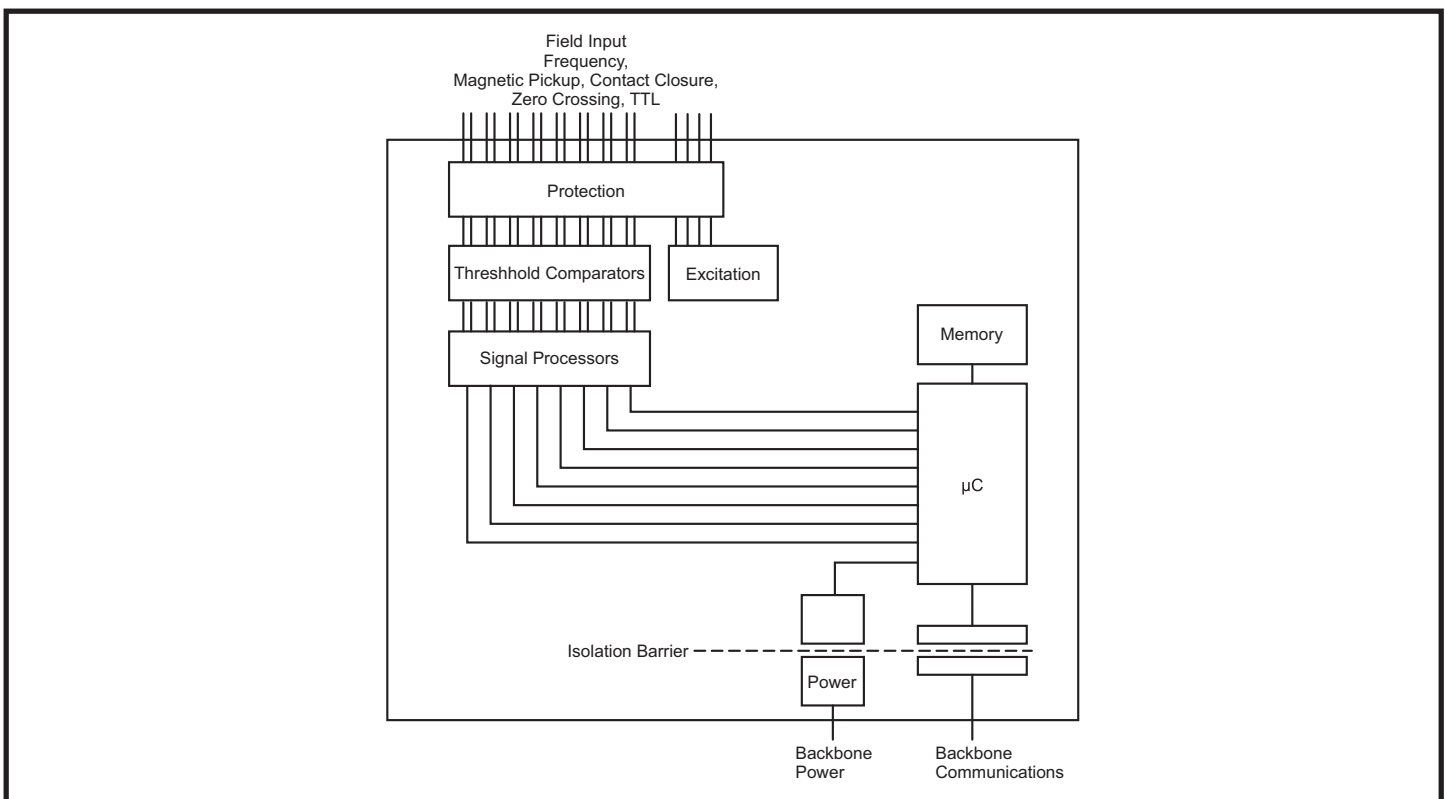 Field Input
Frequency,
Magnetic Pickup, Contact Closure,
Zero Crossing, TTL
Protection
Threshhold Comparators
Excitation
Memory
Signal Processors
µC
Isolation Barrier
Power
Backbone
Power
Backbone
Communications